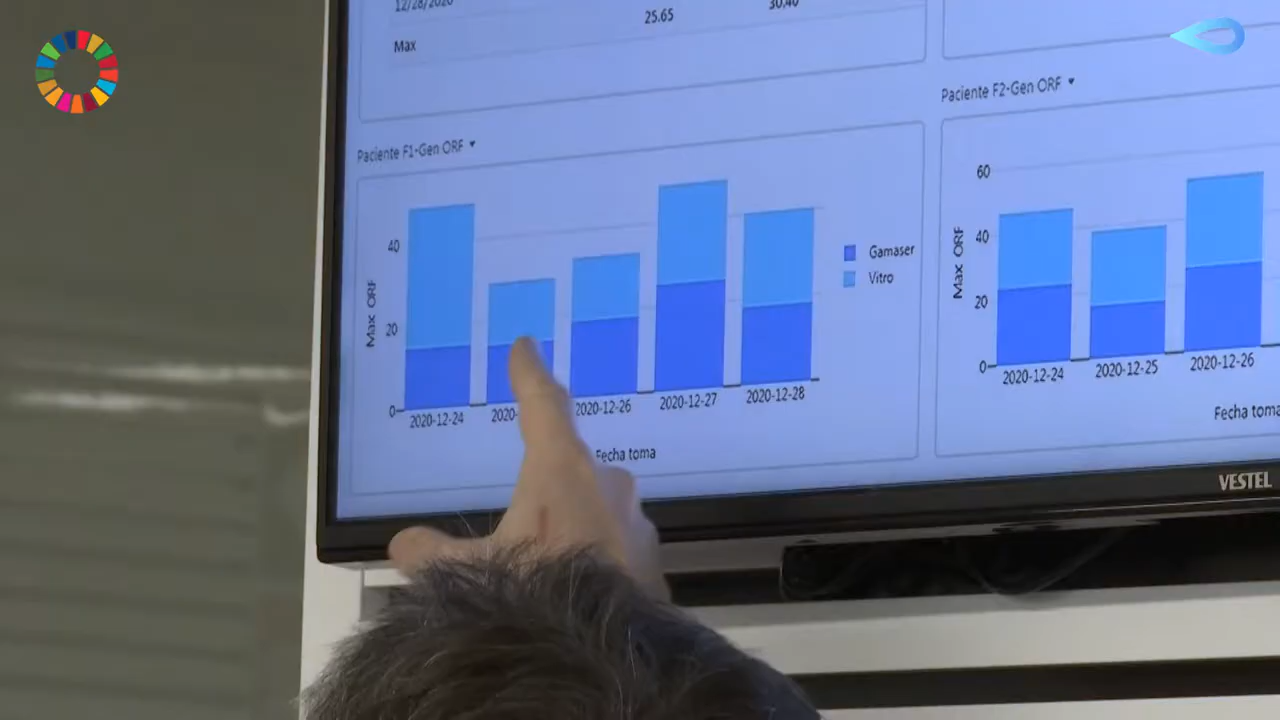 12/28/2020
25.65
30.40
Max
Paciente F1-Gen ORF
Max ORF
40
20
0
2020-12-24
2020-12-26
2020-12-27
2020-12-28
Fecha toma
Gamaser
Vitro
Paciente F2-Gen ORF
Max ORF
60
40
20
0
2020-12-24
2020-12-25
2020-12-26
Fecha toma
VESTEL